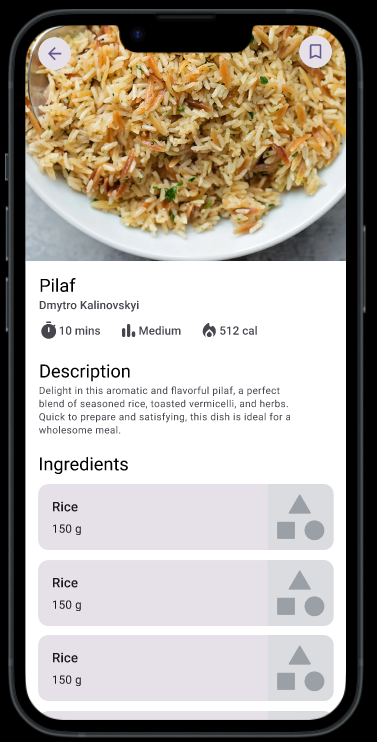 Pilaf
Dmytro Kalinovskyi
10 mins Medium 512 cal
Description
Delight in this aromatic and flavorful pilaf, a perfect
blend of seasoned rice, toasted vermicelli, and herbs.
Quick to prepare and satisfying, this dish is ideal for a
wholesome meal.
Ingredients
Rice
150 g
Rice
150 g
Rice
150 g